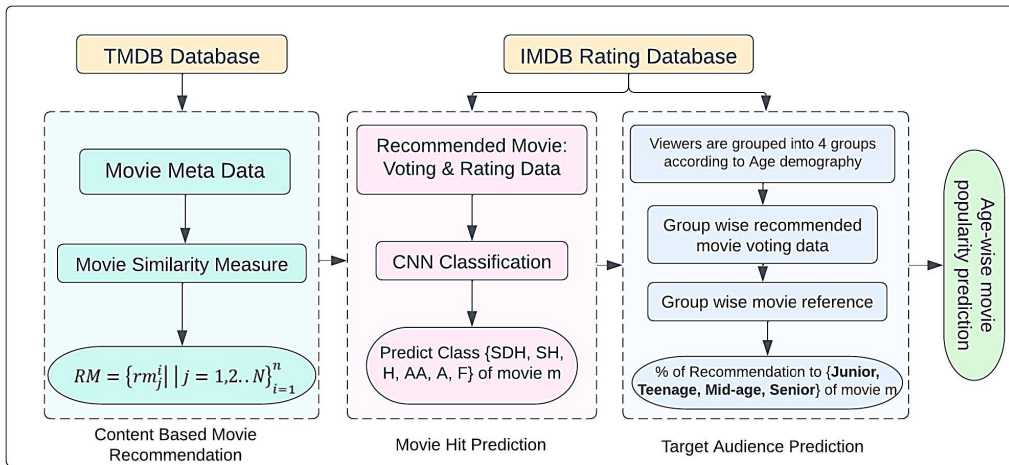 TMDB Database
IMDB Rating Database
Movie Meta Data
Movie Similarity Measure
RM = {rm_j^i| |j = 1,2..N}_{i=1}^n
Content Based Movie
Recommendation
Recommended Movie:
Voting & Rating Data
CNN Classification
Predict Class {SDH, SH,
H, AA, A, F} of movie m
Movie Hit Prediction
Viewers are grouped into 4 groups
according to Age demography
Group wise recommended
movie voting data
Group wise movie reference
% of Recommendation to {Junior,
Teenage, Mid-age, Senior} of movie m
Target Audience Prediction
Age-wise movie
popularity prediction